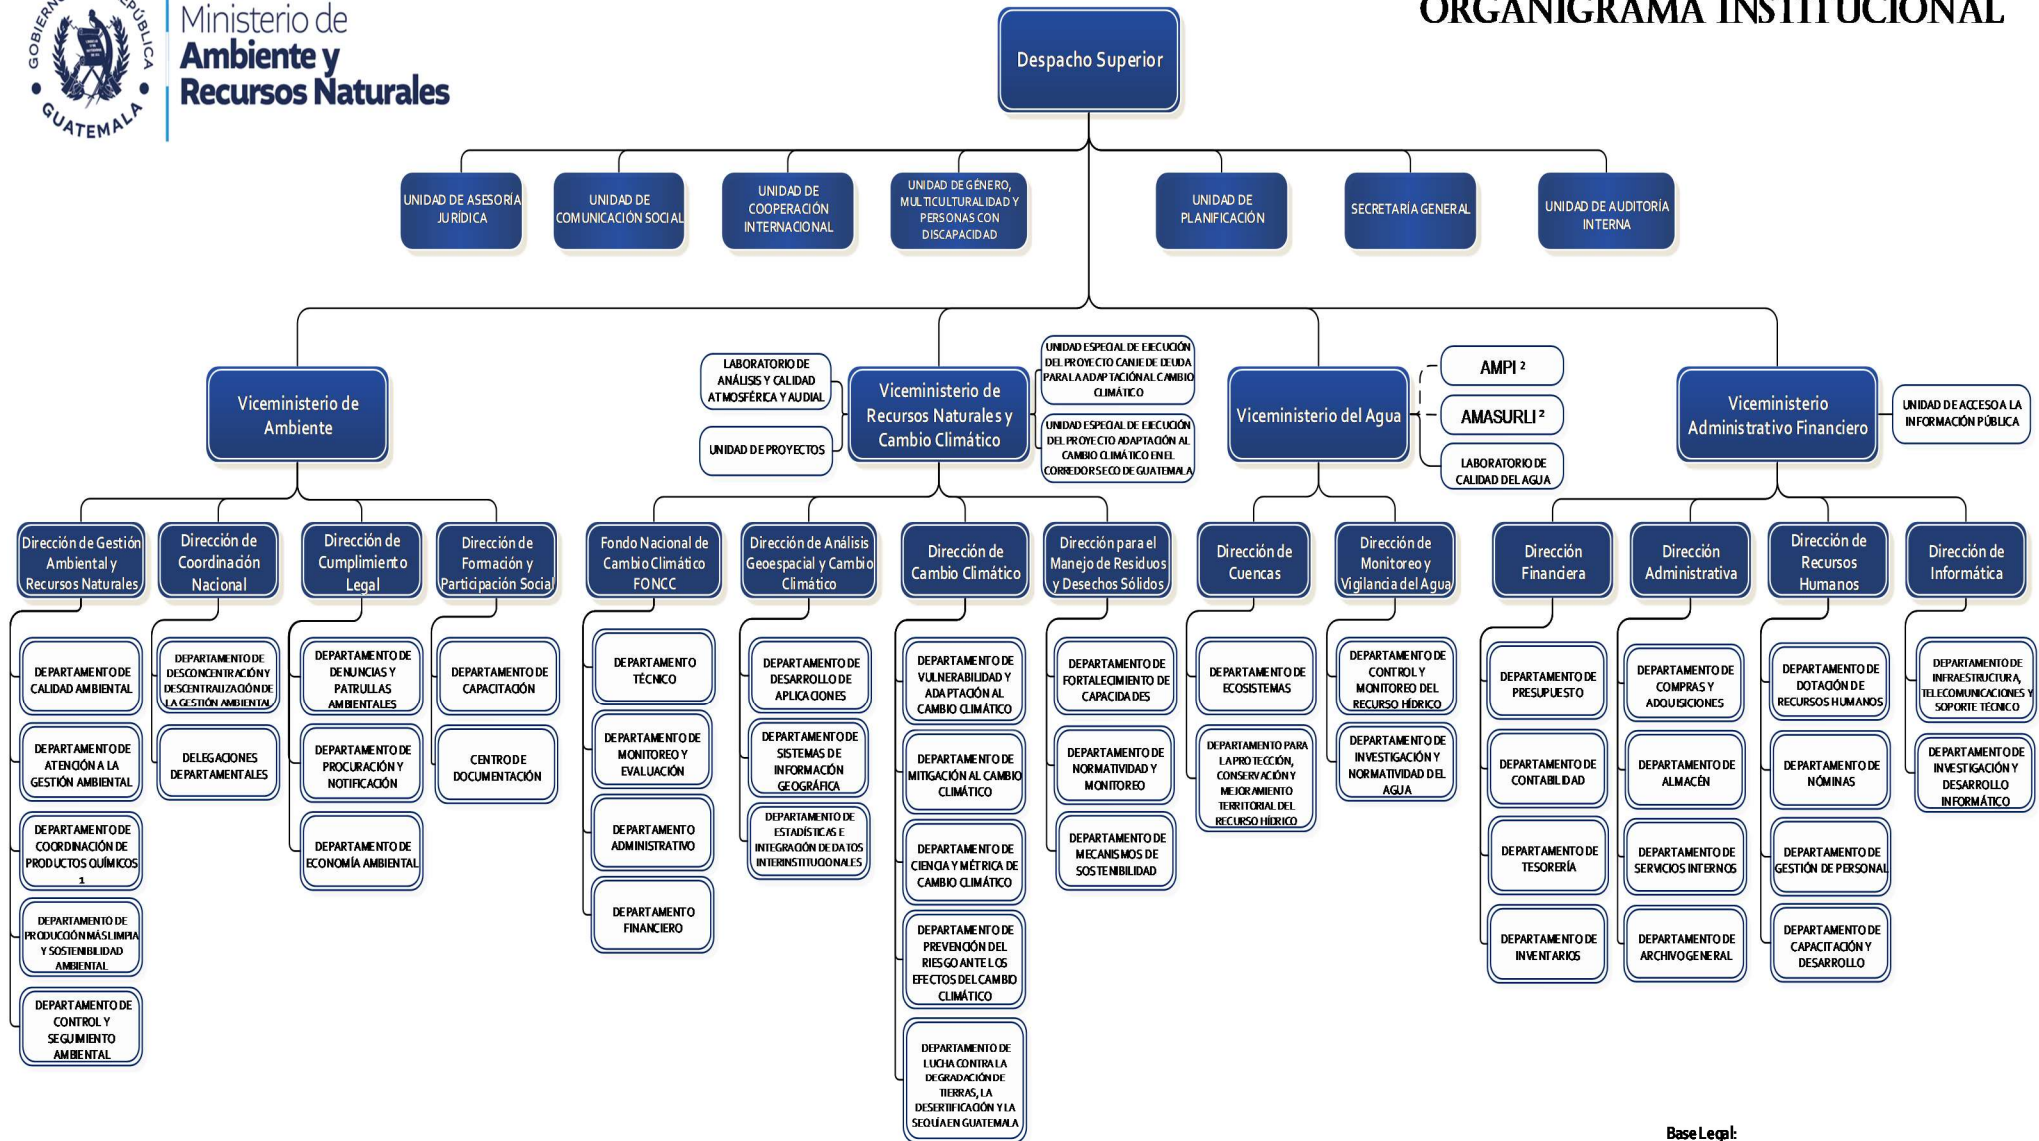 GOBIERNO
REPÚBLICA
GUATEMALA
Ministerio de
Ambiente y
Recursos Naturales
ORGANIGRAMA INSTITUCIONAL
Despacho Superior
UNIDAD DE ASESORÍA
JURÍDICA
UNIDAD DE
COMUNICACIÓN SOCIAL
UNIDAD DE
COOPERACIÓN
INTERNACIONAL
UNIDAD DE GÉNERO,
MULTICULTURALIDAD Y
PERSONAS CON
DISCAPACIDAD
UNIDAD DE
PLANIFICACIÓN
SECRETARÍA GENERAL
UNIDAD DE AUDITORÍA
INTERNA
Viceministerio de
Ambiente
LABORATORIO DE
ANÁLISIS Y CALIDAD
ATMOSFÉRICA Y AUDIAL
UNIDAD DE PROYECTOS
Viceministerio de
Recursos Naturales y
Cambio Climático
UNIDAD ESPECIAL DE EJECUCIÓN
DEL PROYECTO CANJE DE DEUDA
PARA LA ADAPTACIÓN AL CAMBIO
CLIMÁTICO
UNIDAD ESPECIAL DE EJECUCIÓN
DEL PROYECTO ADAPTACIÓN AL
CAMBIO CLIMÁTICO EN EL
CORREDOR SECO DE GUATEMALA
Viceministerio del Agua
AMPI ²
AMASURLI ²
LABORATORIO DE
CALIDAD DEL AGUA
Viceministerio
Administrativo Financiero
UNIDAD DE ACCESO A LA
INFORMACIÓN PÚBLICA
Dirección de Gestión
Ambiental y
Recursos Naturales
Dirección de
Coordinación
Nacional
Dirección de
Cumplimiento
Legal
Dirección de
Formación y
Participación Social
Fondo Nacional de
Cambio Climático
FONCC
Dirección de Análisis
Geoespacial y Cambio
Climático
Dirección de
Cambio Climático
Dirección para el
Manejo de Residuos
y Desechos Sólidos
Dirección de
Cuencas
Dirección de
Monitoreo y
Vigilancia del Agua
Dirección
Financiera
Dirección
Administrativa
Dirección de
Recursos
Humanos
Dirección de
Informática
DEPARTAMENTO DE
CALIDAD AMBIENTAL
DEPARTAMENTO DE
ATENCIÓN A LA
GESTIÓN AMBIENTAL
DEPARTAMENTO DE
COORDINACIÓN DE
PRODUCTOS QUÍMICOS
1
DEPARTAMENTO DE
PRODUCCIÓN MÁS LIMPIA
Y SOSTENIBILIDAD
AMBIENTAL
DEPARTAMENTO DE
CONTROL Y
SEGUIMIENTO
AMBIENTAL
DEPARTAMENTO DE
DESCONCENTRACIÓN Y
DESCENTRALIZACIÓN DE
LA GESTIÓN AMBIENTAL
DELEGACIONES
DEPARTAMENTALES
DEPARTAMENTO DE
DENUNCIAS Y
PATRULLAS
AMBIENTALES
DEPARTAMENTO DE
PROCURACIÓN Y
NOTIFICACIÓN
DEPARTAMENTO DE
ECONOMÍA AMBIENTAL
DEPARTAMENTO DE
CAPACITACIÓN
CENTRO DE
DOCUMENTACIÓN
DEPARTAMENTO
TÉCNICO
DEPARTAMENTO DE
MONITOREO Y
EVALUACIÓN
DEPARTAMENTO
ADMINISTRATIVO
DEPARTAMENTO
FINANCIERO
DEPARTAMENTO DE
DESARROLLO DE
APLICACIONES
DEPARTAMENTO DE
SISTEMAS DE
INFORMACIÓN
GEOGRÁFICA
DEPARTAMENTO DE
ESTADÍSTICAS E
INTEGRACIÓN DE DATOS
INTERINSTITUCIONALES
DEPARTAMENTO DE
VULNERABILIDAD Y
ADAPTACIÓN AL
CAMBIO CLIMÁTICO
DEPARTAMENTO DE
MITIGACIÓN AL CAMBIO
CLIMÁTICO
DEPARTAMENTO DE
CIENCIA Y MÉTRICA DE
CAMBIO CLIMÁTICO
DEPARTAMENTO DE
PREVENCIÓN DEL
RIESGO ANTE LOS
EFECTOS DEL CAMBIO
CLIMÁTICO
DEPARTAMENTO DE
LUCHA CONTRA LA
DEGRADACIÓN DE
TIERRAS, LA
DESERTIFICACIÓN Y LA
SEQUÍA EN GUATEMALA
DEPARTAMENTO DE
FORTALECIMIENTO DE
CAPACIDADES
DEPARTAMENTO DE
NORMATIVIDAD Y
MONITOREO
DEPARTAMENTO DE
MECANISMOS DE
SOSTENIBILIDAD
DEPARTAMENTO DE
ECOSISTEMAS
DEPARTAMENTO PARA
LA PROTECCIÓN,
CONSERVACIÓN Y
MEJORAMIENTO
TERRITORIAL DEL
RECURSO HÍDRICO
DEPARTAMENTO DE
CONTROL Y
MONITOREO DEL
RECURSO HÍDRICO
DEPARTAMENTO DE
INVESTIGACIÓN Y
NORMATIVIDAD DEL
AGUA
DEPARTAMENTO DE
PRESUPUESTO
DEPARTAMENTO DE
CONTABILIDAD
DEPARTAMENTO DE
TESORERÍA
DEPARTAMENTO DE
INVENTARIOS
DEPARTAMENTO DE
COMPRAS Y
ADQUISICIONES
DEPARTAMENTO DE
ALMACÉN
DEPARTAMENTO DE
SERVICIOS INTERNOS
DEPARTAMENTO DE
ARCHIVO GENERAL
DEPARTAMENTO DE
DOTACIÓN DE
RECURSOS HUMANOS
DEPARTAMENTO DE
NÓMINAS
DEPARTAMENTO DE
GESTIÓN DE PERSONAL
DEPARTAMENTO DE
CAPACITACIÓN Y
DESARROLLO
DEPARTAMENTO DE
INFRAESTRUCTURA,
TELECOMUNICACIONES Y
SOPORTE TÉCNICO
DEPARTAMENTO DE
INVESTIGACIÓN Y
DESARROLLO
INFORMÁTICO
Base Legal: